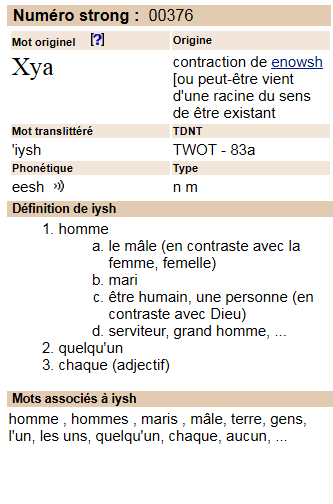 Numéro strong : 00376
Mot originel [?] Origine
Xya contraction de enowsh
[ou peut-être vient
d'une racine du sens
de être existant
Mot translittéré TDNT
'iysh TWOT - 83a
Phonétique Type
eesh n m
Définition de iysh
1. homme
a. le mâle (en contraste avec la
femme, femelle)
b. mari
c. être humain, une personne (en
contraste avec Dieu)
d. serviteur, grand homme, ...
2. quelqu'un
3. chaque (adjectif)
Mots associés à iysh
homme , hommes , maris , mâle, terre, gens,
l'un, les uns, quelqu'un, chaque, aucun, ...